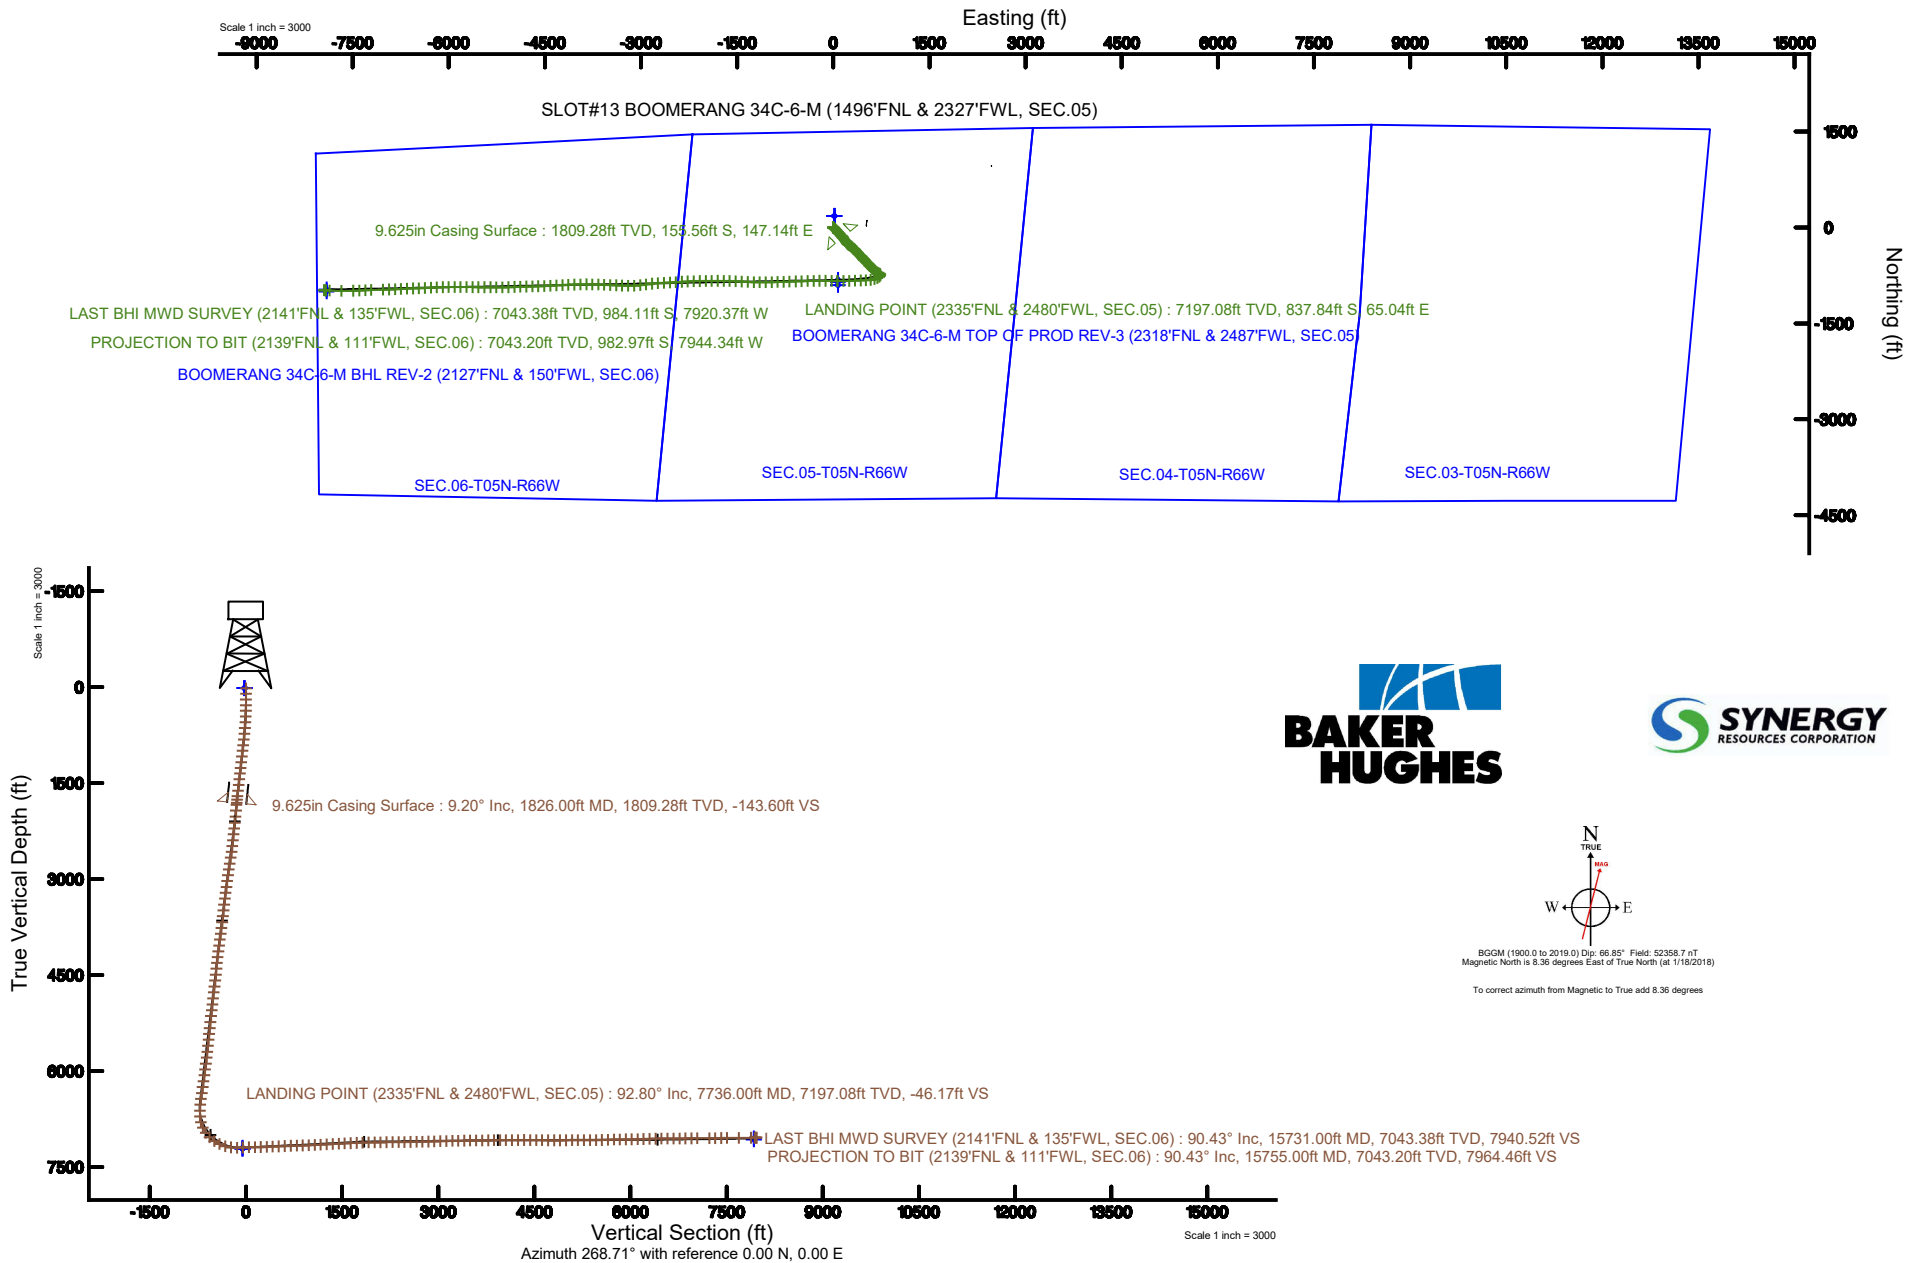 Easting (ft)
Scale 1 inch = 3000
-9000 -7500 -6000 -4500 -3000 -1500 0 1500 3000 4500 6000 7500 9000 10500 12000 13500 15000
SLOT#13 BOOMERANG 34C-6-M (1496'FNL & 2327'FWL, SEC.05)
1500
0
-1500
-3000
-4500
Northing (ft)
9.625in Casing Surface : 1809.28ft TVD, 155.56ft S, 147.14ft E
LAST BHI MWD SURVEY (2141'FNL & 135'FWL, SEC.06) : 7043.38ft TVD, 984.11ft S, 7920.37ft W
LANDING POINT (2335'FNL & 2480'FWL, SEC.05) : 7197.08ft TVD, 837.84ft S, 65.04ft E
PROJECTION TO BIT (2139'FNL & 111'FWL, SEC.06) : 7043.20ft TVD, 982.97ft S, 7944.34ft W
BOOMERANG 34C-6-M TOP OF PROD REV-3 (2318'FNL & 2487'FWL, SEC.05)
BOOMERANG 34C-6-M BHL REV-2 (2127'FNL & 150'FWL, SEC.06)
SEC.06-T05N-R66W
SEC.05-T05N-R66W
SEC.04-T05N-R66W
SEC.03-T05N-R66W
Scale 1 inch = 3000
-1500
0
1500
3000
4500
6000
7500
True Vertical Depth (ft)
9.625in Casing Surface : 9.20° Inc, 1826.00ft MD, 1809.28ft TVD, -143.60ft VS
LANDING POINT (2335'FNL & 2480'FWL, SEC.05) : 92.80° Inc, 7736.00ft MD, 7197.08ft TVD, -46.17ft VS
LAST BHI MWD SURVEY (2141'FNL & 135'FWL, SEC.06) : 90.43° Inc, 15731.00ft MD, 7043.38ft TVD, 7940.52ft VS
PROJECTION TO BIT (2139'FNL & 111'FWL, SEC.06) : 90.43° Inc, 15755.00ft MD, 7043.20ft TVD, 7964.46ft VS
-1500 0 1500 3000 4500 6000 7500 9000 10500 12000 13500 15000
Vertical Section (ft)
Scale 1 inch = 3000
Azimuth 268.71° with reference 0.00 N, 0.00 E
BAKER
HUGHES
SYNERGY
RESOURCES CORPORATION
N
TRUE
MAG
W E
BGGM (1900.0 to 2019.0) Dip: 66.85° Field: 52358.7 nT
Magnetic North is 8.36 degrees East of True North (at 1/18/2018)
To correct azimuth from Magnetic to True add 8.36 degrees